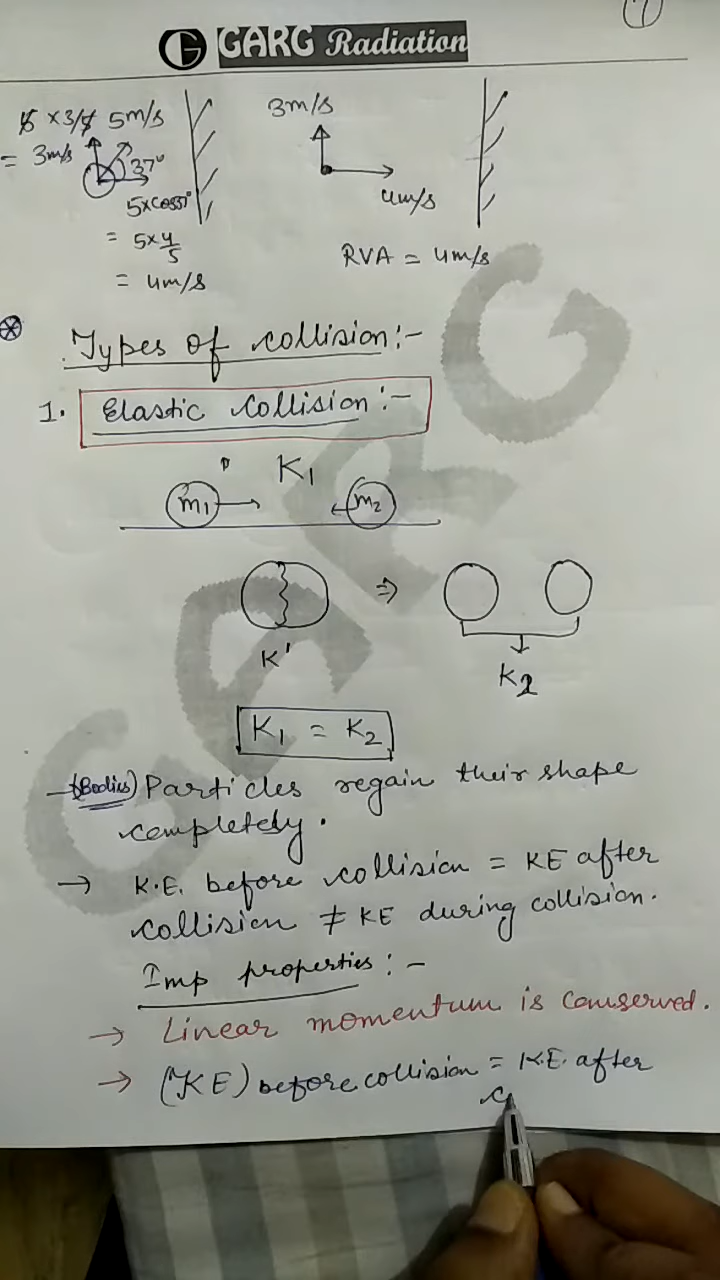 7
G GARG Radiation
5 × 3/5 5m/s
= 3m/s
37°
5×cos37°
= 5×4/5
= 4m/s
3m/s
4m/s
RVA = 4m/s
Types of collision:-
1. Elastic Collision:-
K1
m1 m2
K'
⇒
K2
K1 = K2
→ (Bodies) Particles regain their shape
completely.
→ K.E. before collision = KE after
collision ≠ KE during collision.
Imp properties:-
→ Linear momentum is conserved.
→ (KE) before collision = K.E. after
c
GARG